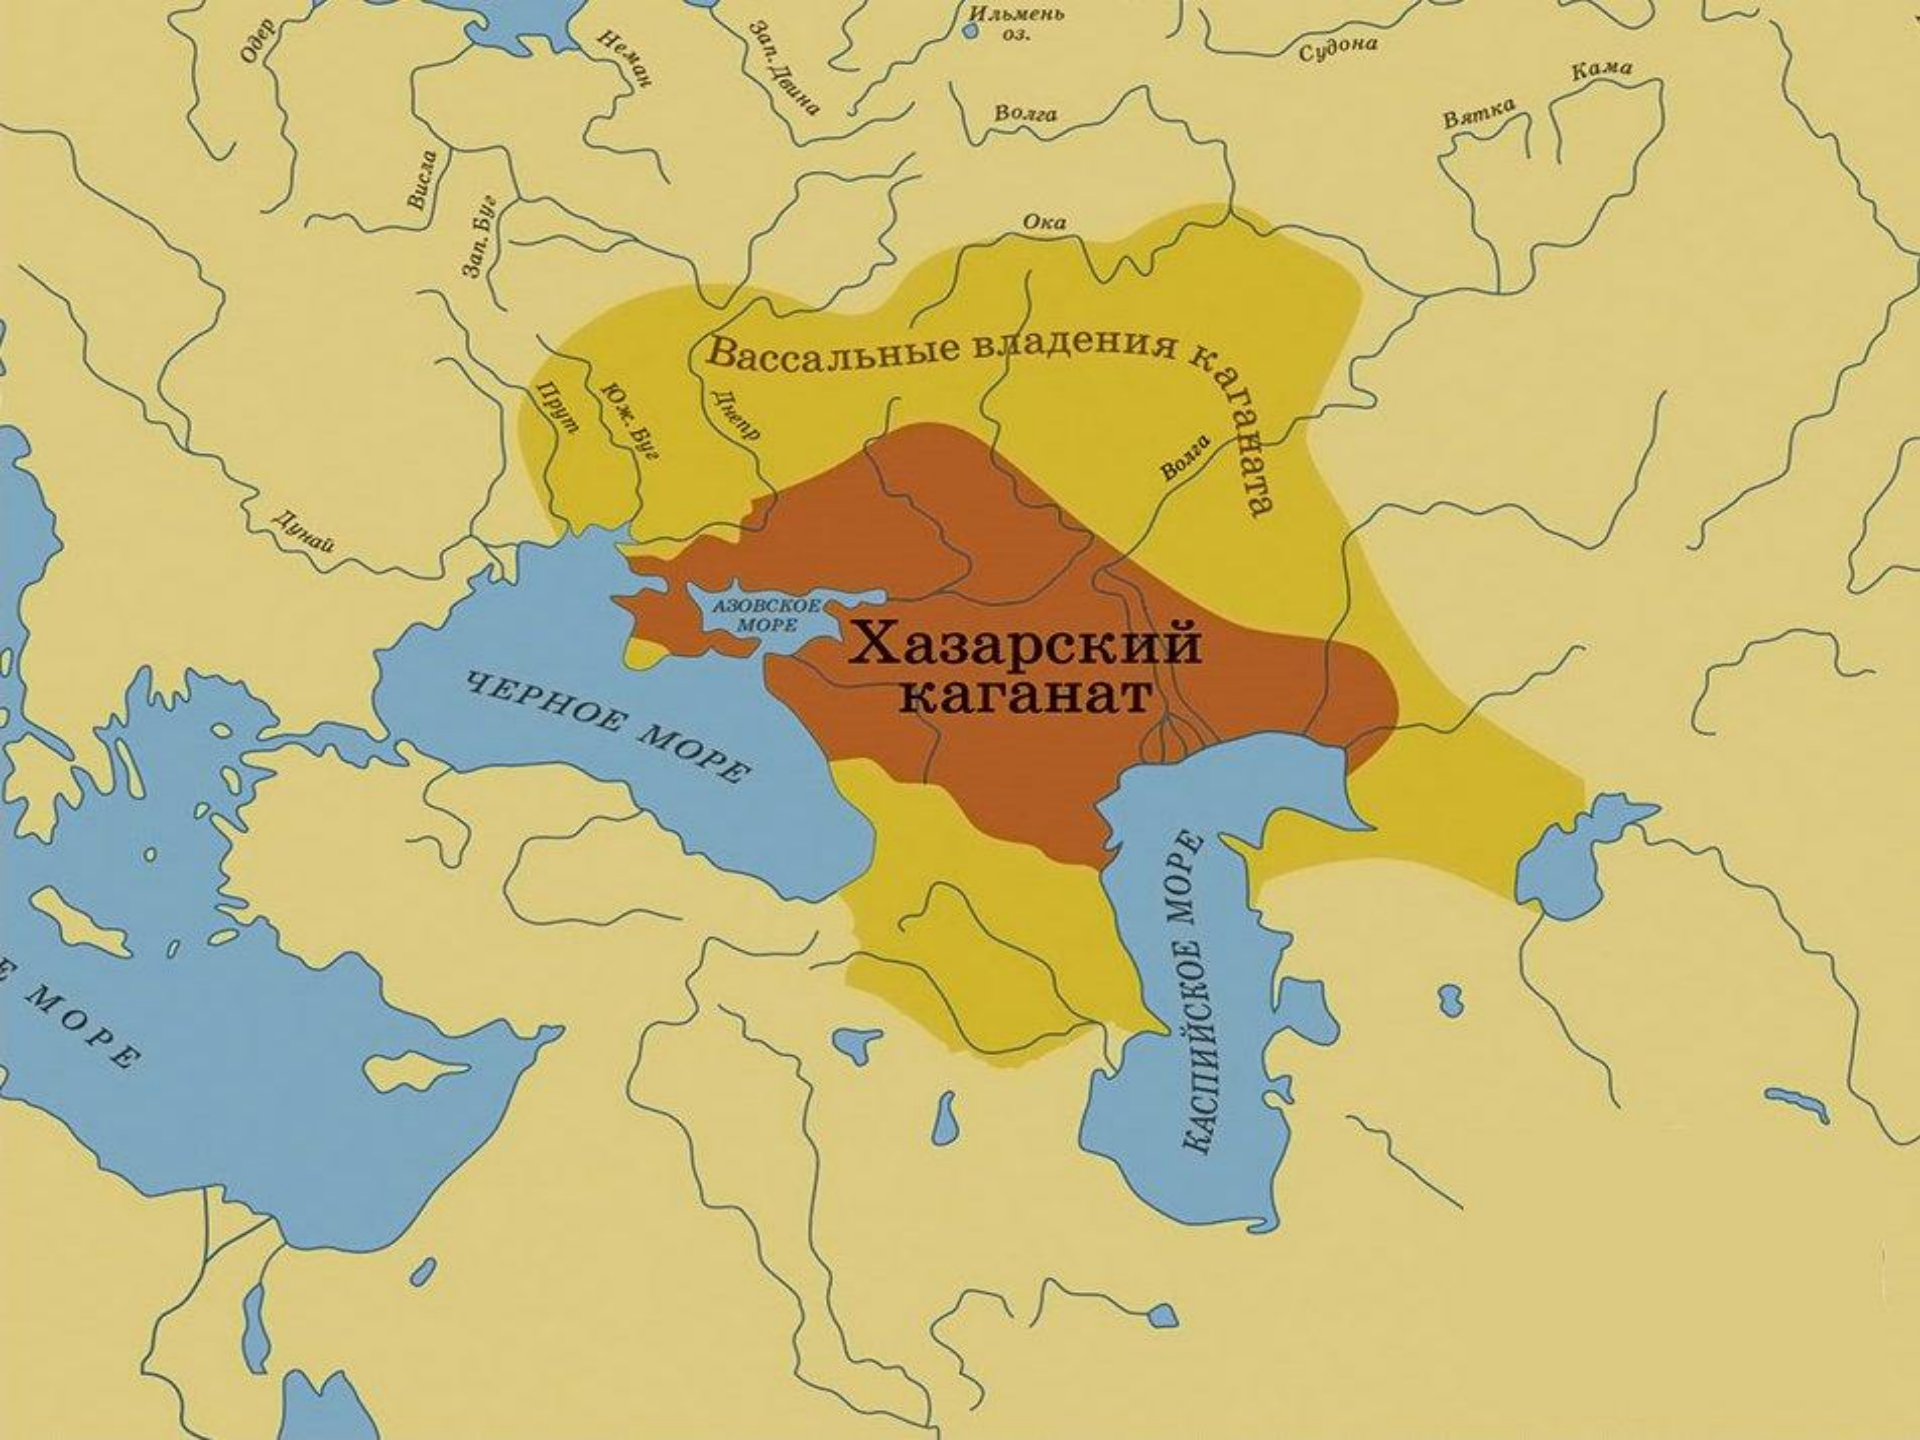 Ильмень
оз.
Одер
Неман
Зап. Двина
Судона
Кама
Вятка
Волга
Висла
Зап. Буг
Ока
Вассальные владения каганата
Прут
Юж. Буг
Днепр
Волга
Дунай
АЗОВСКОЕ
МОРЕ
Хазарский
каганат
ЧЕРНОЕ МОРЕ
КАСПИЙСКОЕ МОРЕ
Е МОРЕ